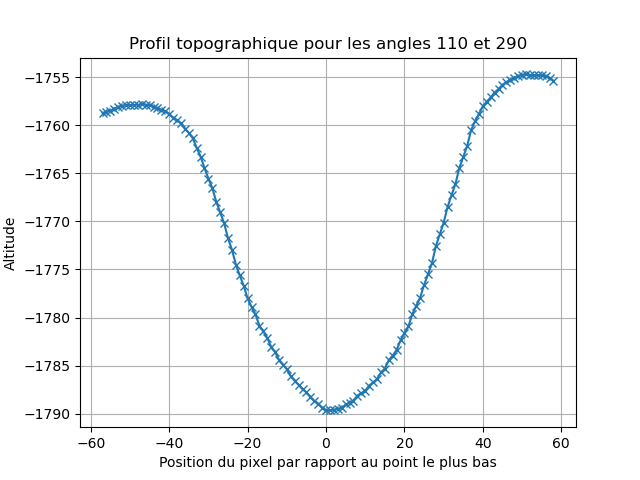 Profil topographique pour les angles 110 et 290
Altitude
−1755
−1760
−1765
−1770
−1775
−1780
−1785
−1790
−60 −40 −20 0 20 40 60
Position du pixel par rapport au point le plus bas